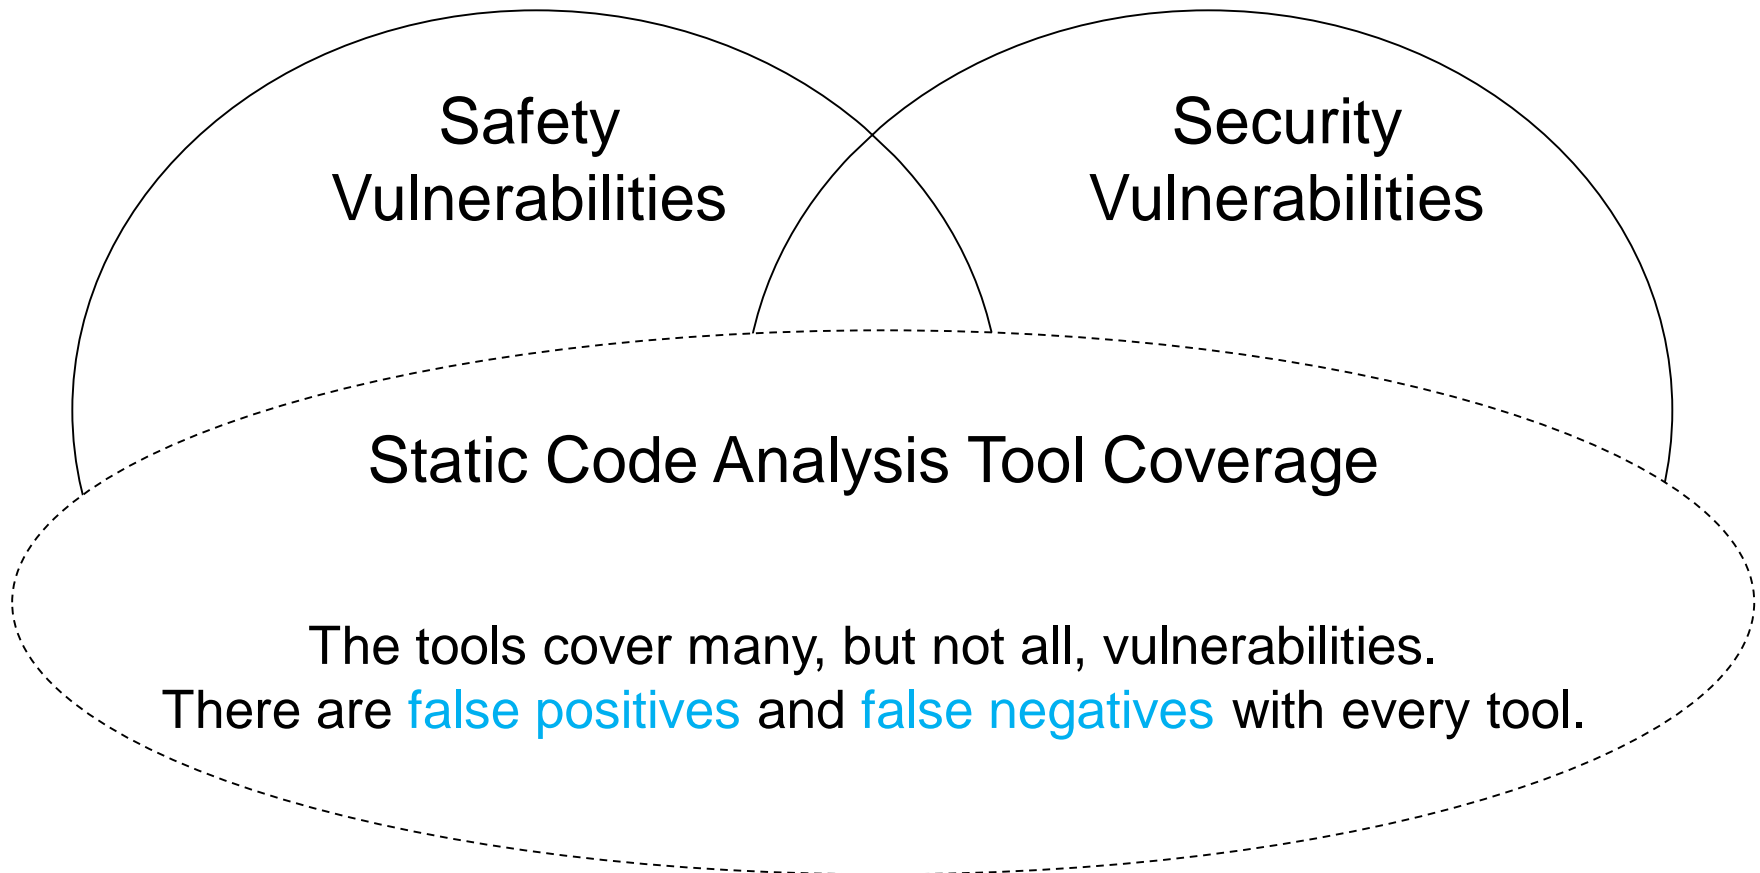 Safety
Vulnerabilities
Security
Vulnerabilities
Static Code Analysis Tool Coverage
The tools cover many, but not all, vulnerabilities.
There are false positives and false negatives with every tool.